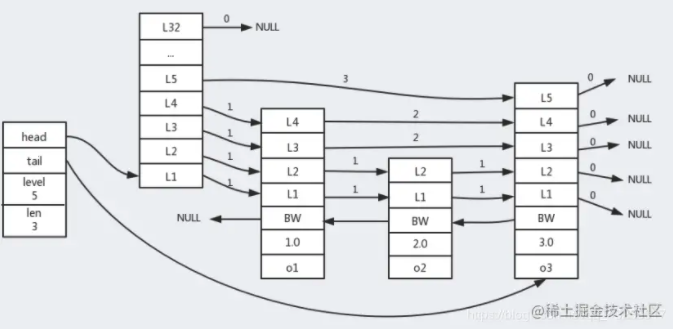 L32
0
NULL
...
L5
3
L4
1
L3
1
L2
1
L1
1
head
tail
level
5
len
3
L4
2
L3
2
L2
1
L1
1
NULL
BW
1.0
o1
L2
1
L1
1
BW
2.0
o2
L5
0
NULL
L4
0
NULL
L3
0
NULL
L2
0
NULL
L1
0
NULL
BW
3.0
o3
@稀土掘金技术社区